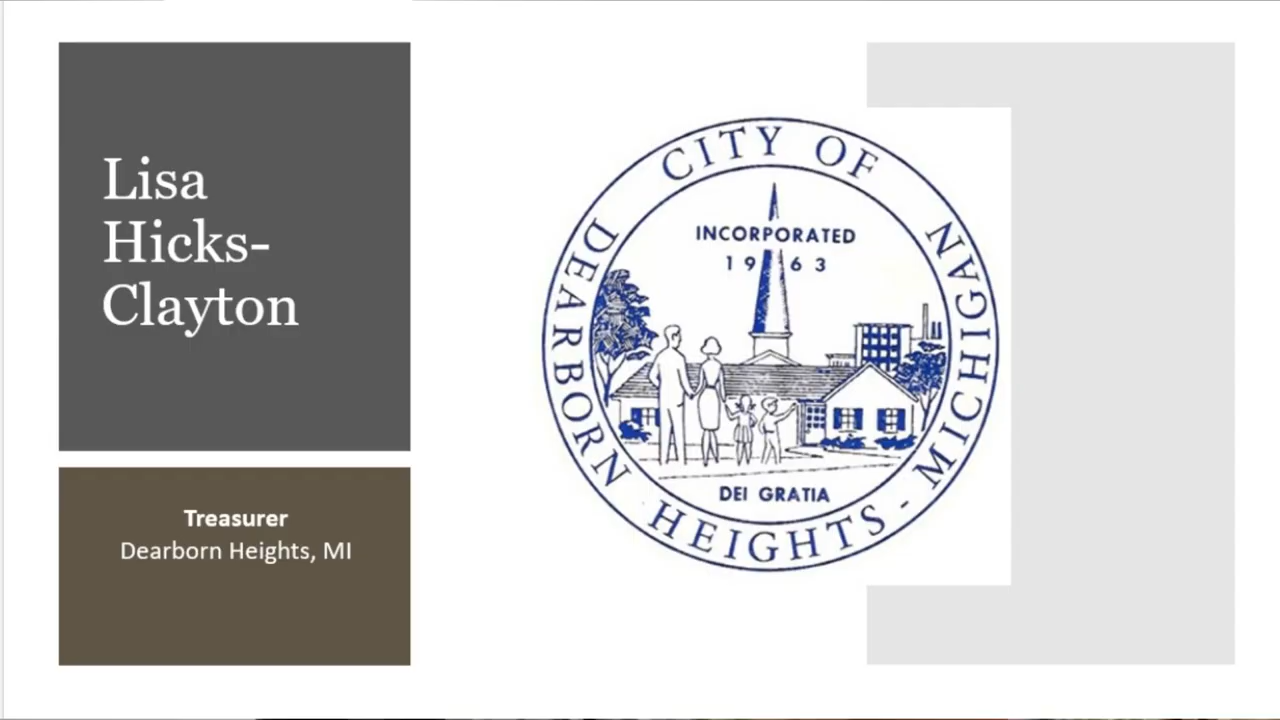 Lisa
Hicks-
Clayton
Treasurer
Dearborn Heights, MI
CITY OF
DEARBORN HEIGHTS - MICHIGAN
INCORPORATED
1963
DEI GRATIA